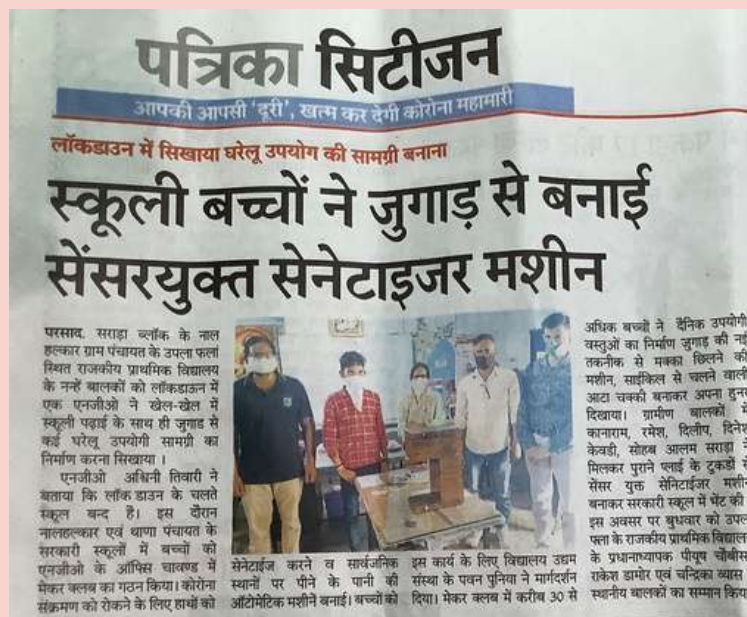 पत्रिका सिटीजन
आपकी आपसी 'दूरी', खत्म कर देगी कोरोना महामारी
लॉकडाउन में सिखाया घरेलू उपयोग की सामग्री बनाना
स्कूली बच्चों ने जुगाड़ से बनाई
सेंसरयुक्त सेनेटाइजर मशीन
परसाद. सराड़ा ब्लॉक के नाल
हल्कार ग्राम पंचायत के उपला फलां
स्थित राजकीय प्राथमिक विद्यालय
के नन्हें बालकों को लॉकडाऊन में
एक एनजीओ ने खेल-खेल में
स्कूली पढ़ाई के साथ ही जुगाड़ से
कई घरेलू उपयोगी सामग्री का
निर्माण करना सिखाया ।
एनजीओ अश्विनी तिवारी ने
बताया कि लॉक डाउन के चलते
स्कूल बन्द है। इस दौरान
नालहल्कार एवं थाणा पंचायत के
सरकारी स्कूलों में बच्चों को
एनजीओ के ऑफिस चावण्ड में
मेकर क्लब का गठन किया। कोरोना
संक्रमण को रोकने के लिए हाथों को
सेनेटाईज करने व सार्वजनिक
स्थानों पर पीने के पानी की
ऑटोमेटिक मशीनें बनाई। बच्चों को
इस कार्य के लिए विद्यालय उद्यम
संस्था के पवन पुनिया ने मार्गदर्शन
दिया। मेकर क्लब में करीब 30 से
अधिक बच्चों ने दैनिक उपयोगी
वस्तुओं का निर्माण जुगाड़ की नई
तकनीक से मक्का छिलने की
मशीन, साईकिल से चलने वाली
आटा चक्की बनाकर अपना हुनर
दिखाया। ग्रामीण बालकों में
कानाराम, रमेश, दिलीप, दिनेश
केवडी, सोहब आलम सराड़ा ने
मिलकर पुराने प्लाई के टुकडों से
सेंसर युक्त सेनिटाईजर मशीन
बनाकर सरकारी स्कूल में भेंट की।
इस अवसर पर बुधवार को उपला
फ्ला के राजकीय प्राथमिक विद्यालय
के प्रधानाध्यापक पीयूष चौबीसा
राकेश डामोर एवं चन्द्रिका व्यास
स्थानीय बालकों का सम्मान किया